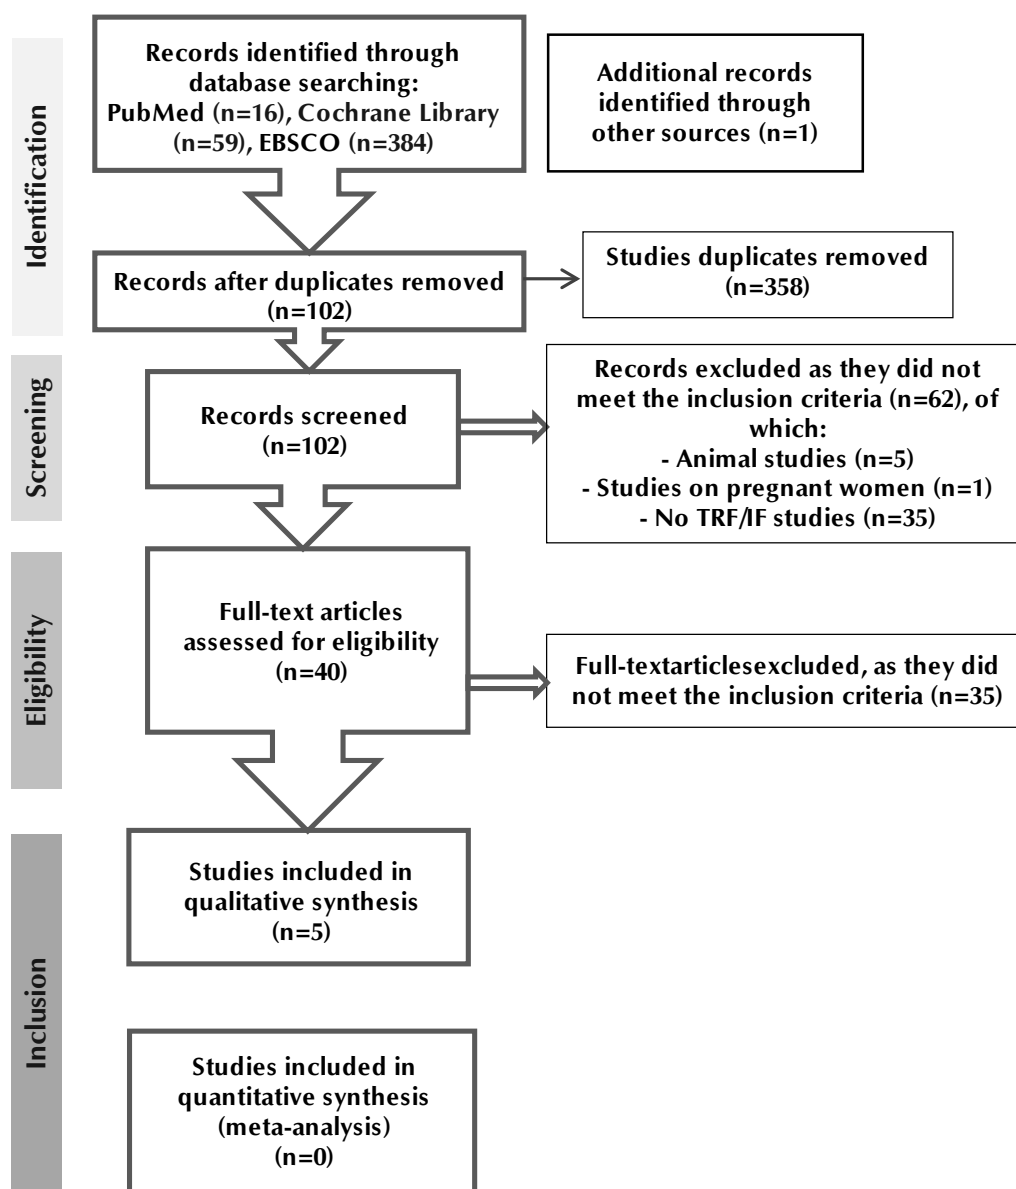 Identification
Records identified through
database searching:
PubMed (n=16), Cochrane Library
(n=59), EBSCO (n=384)
Additional records
identified through
other sources (n=1)
Records after duplicates removed
(n=102)
Studies duplicates removed
(n=358)
Screening
Records screened
(n=102)
Records excluded as they did not
meet the inclusion criteria (n=62), of
which:
- Animal studies (n=5)
- Studies on pregnant women (n=1)
- No TRF/IF studies (n=35)
Eligibility
Full-text articles
assessed for eligibility
(n=40)
Full-textarticlesexcluded, as they did
not meet the inclusion criteria (n=35)
Inclusion
Studies included in
qualitative synthesis
(n=5)
Studies included in
quantitative synthesis
(meta-analysis)
(n=0)